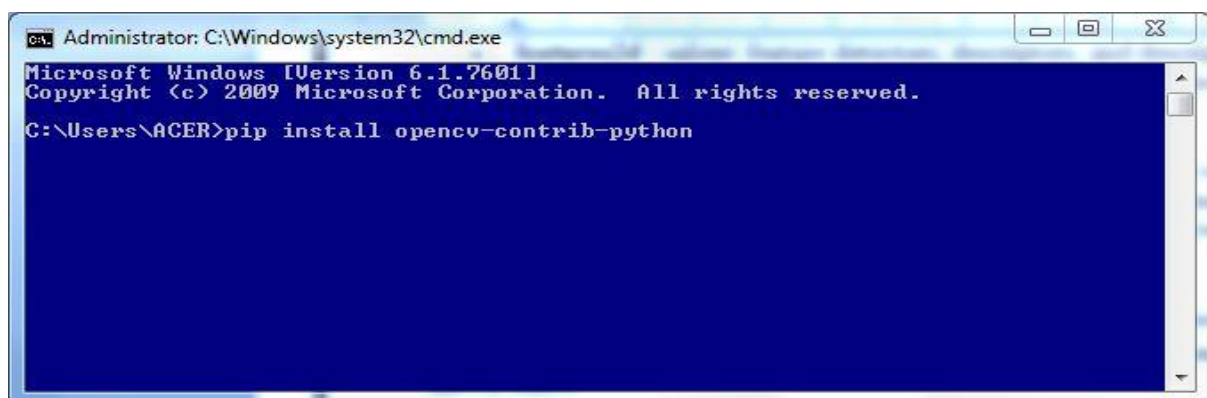 Administrator: C:\Windows\system32\cmd.exe
Microsoft Windows [Version 6.1.7601]
Copyright (c) 2009 Microsoft Corporation.  All rights reserved.
C:\Users\ACER>pip install opencv-contrib-python